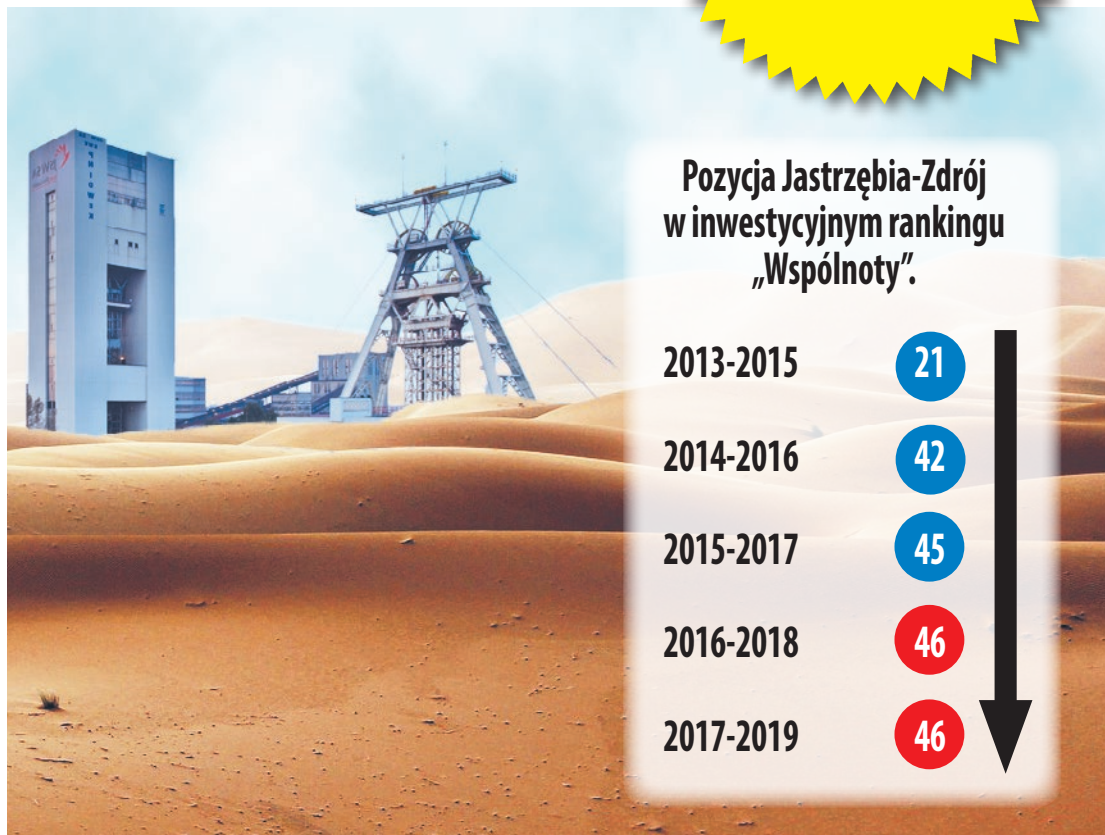 Pozycja Jastrzębia-Zdrój
w inwestycyjnym rankingu
„Wspólnoty”.
2013-2015 21
2014-2016 42
2015-2017 45
2016-2018 46
2017-2019 46